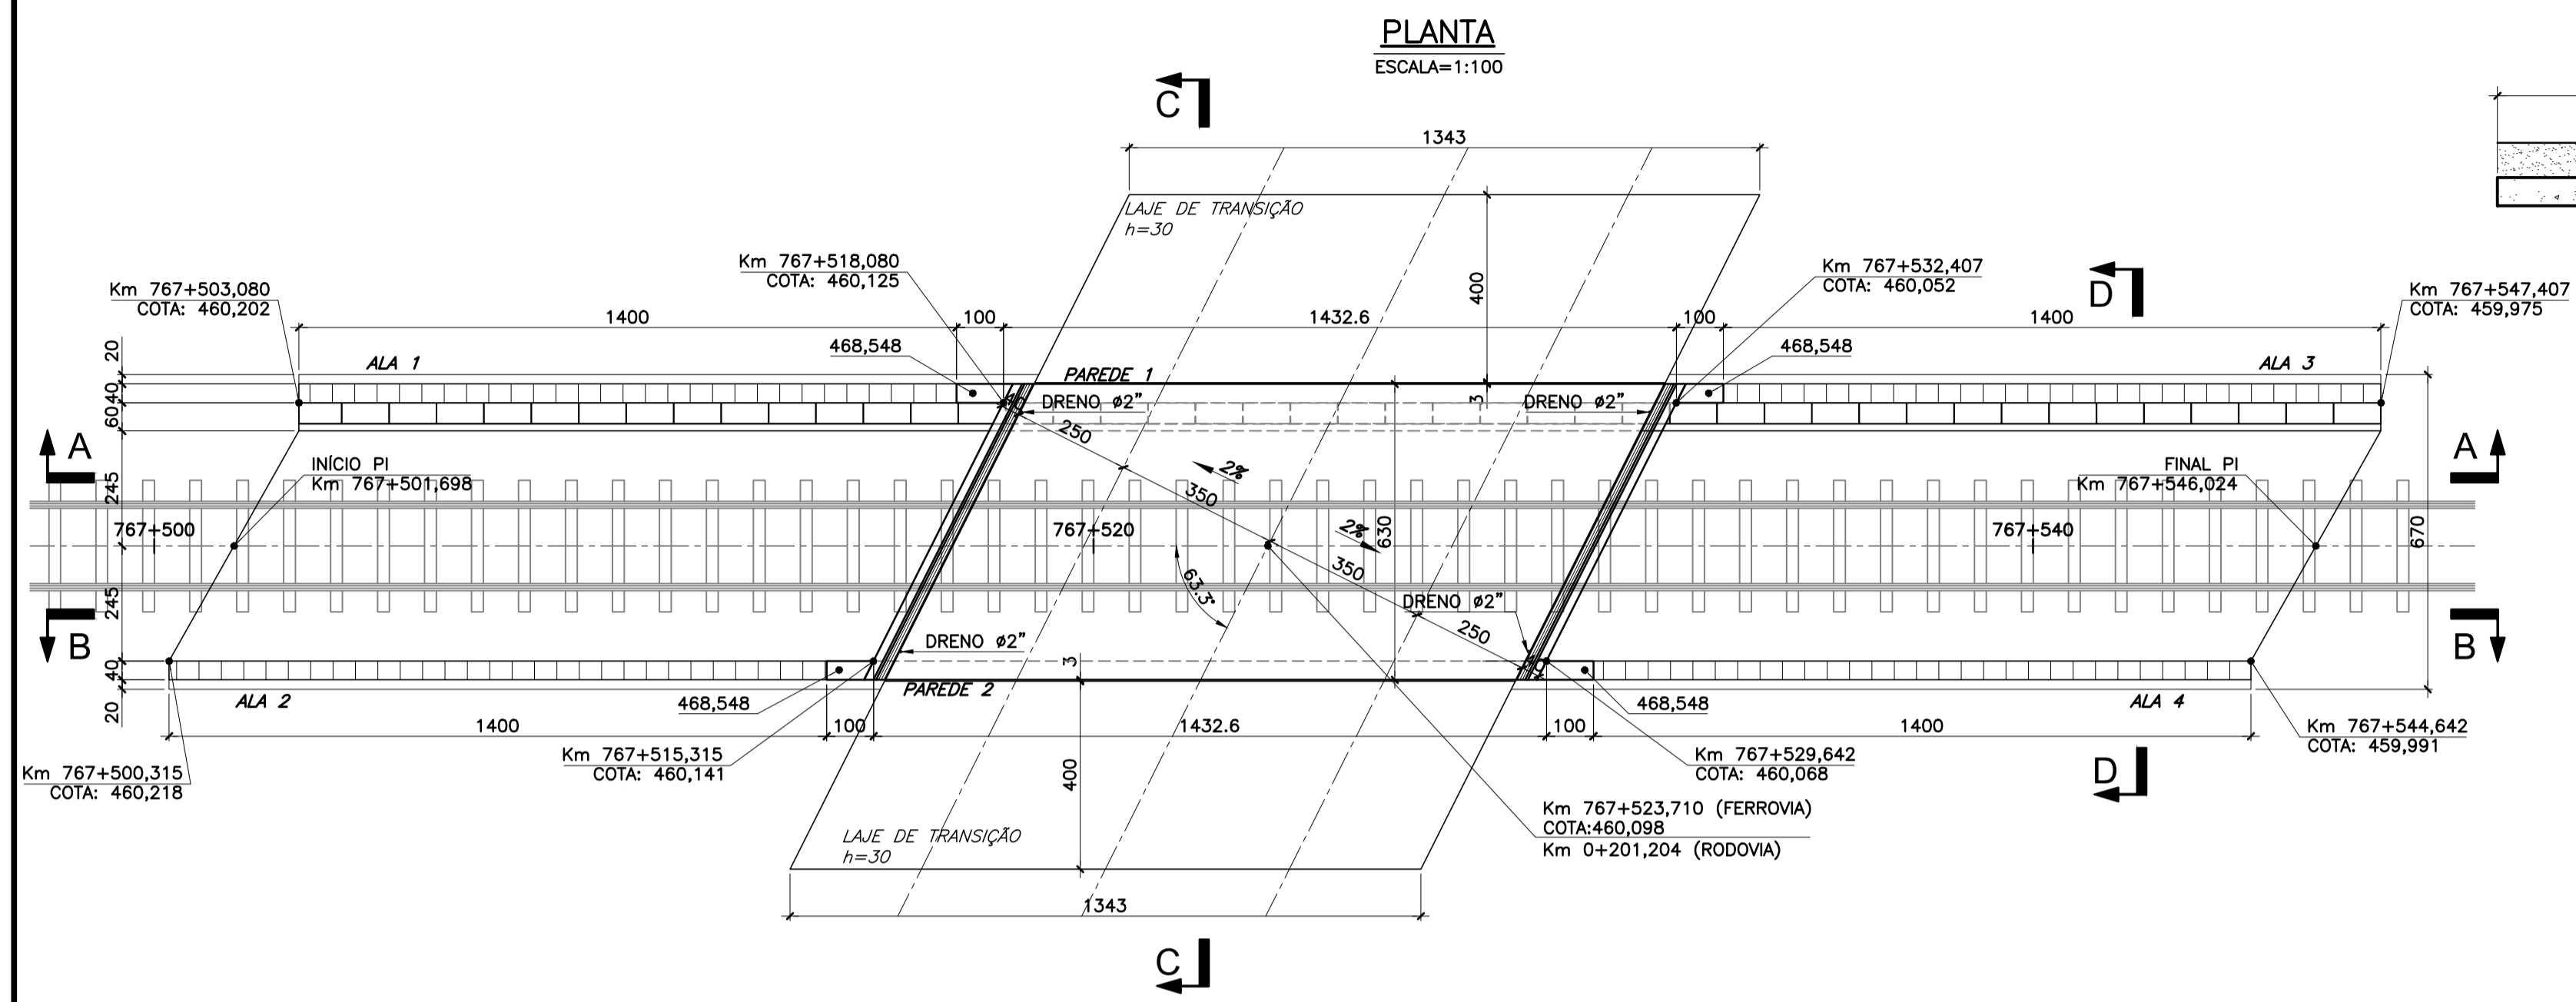 PLANTA
ESCALA=1:100
C
1343
LAJE DE TRANSIÇÃO
h=30
400
Km 767+518,080
COTA: 460,125
Km 767+532,407
COTA: 460,052
D
Km 767+503,080
COTA: 460,202
Km 767+547,407
COTA: 459,975
1400
100
1432.6
100
1400
468,548
468,548
20
40
60
245
245
40
20
ALA 1
PAREDE 1
ALA 3
DRENO ø2"
DRENO ø2"
3
250
A
A
INÍCIO PI
Km 767+501,698
FINAL PI
Km 767+546,024
2%
350
767+500
767+520
2%
630
767+540
670
63.3°
350
DRENO ø2"
250
B
B
DRENO ø2"
3
PAREDE 2
ALA 2
ALA 4
468,548
468,548
1400
100
1432.6
100
1400
Km 767+515,315
COTA: 460,141
Km 767+529,642
COTA: 460,068
Km 767+544,642
COTA: 459,991
Km 767+500,315
COTA: 460,218
400
D
Km 767+523,710 (FERROVIA)
COTA:460,098
Km 0+201,204 (RODOVIA)
LAJE DE TRANSIÇÃO
h=30
1343
C